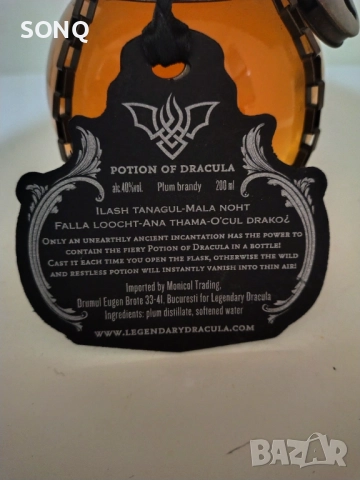 SONQ
POTION OF DRACULA
alc.40%vol. Plum brandy 200 ml
ILASH TANAGUL-MALA NOHT
FALLA LOOCHT-ANA THAMA-O'CUL DRAKO¿
ONLY AN UNEARTHLY ANCIENT INCANTATION HAS THE POWER TO
CONTAIN THE FIERY POTION OF DRACULA IN A BOTTLE!
CAST IT EACH TIME YOU OPEN THE FLASK, OTHERWISE THE WILD
AND RESTLESS POTION WILL INSTANTLY VANISH INTO THIN AIR!
Imported by Monicol Trading.
Drumul Eugen Brote 33-41. Bucuresti for Legendary Dracula
Ingredients: plum distillate, softened water
WWW.LEGENDARYDRACULA.COM
BAZAR